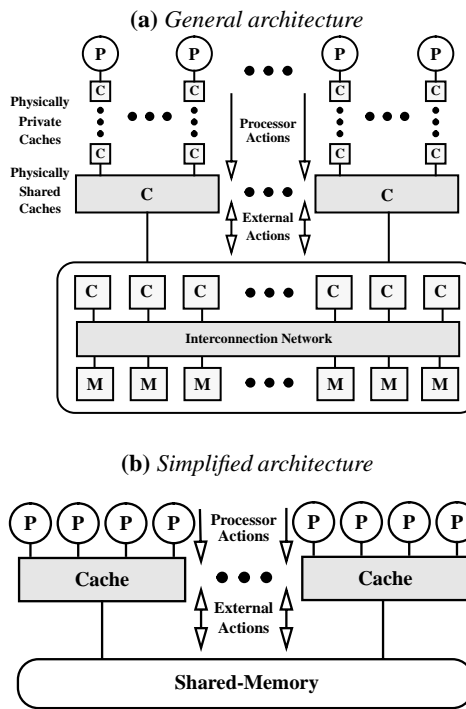 (a) General architecture
P P P P
Physically
Private
Caches
C C C C
Processor
Actions
C C C C
Physically
Shared
Caches
C C
External
Actions
C C C C C C
Interconnection Network
M M M M M M
(b) Simplified architecture
P P P P P P P P
Processor
Actions
Cache Cache
External
Actions
Shared-Memory